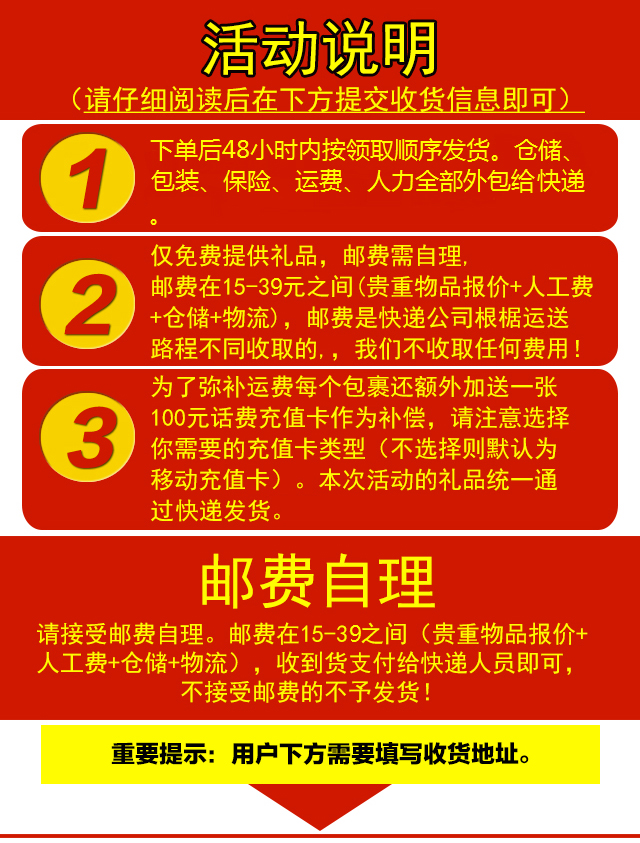 活动说明
（请仔细阅读后在下方提交收货信息即可）
1
下单后48小时内按领取顺序发货。仓储、
包装、保险、运费、人力全部外包给快递
。
2
仅免费提供礼品，邮费需自理,
邮费在15-39元之间(贵重物品报价+人工费
+仓储+物流)，邮费是快递公司根椐运送
路程不同收取的,，我们不收取任何费用！
3
为了弥补运费每个包裹还额外加送一张
100元话费充值卡作为补偿，请注意选择
你需要的充值卡类型（不选择则默认为
移动充值卡）。本次活动的礼品统一通
过快递发货。
邮费自理
请接受邮费自理。邮费在15-39之间（贵重物品报价+
人工费+仓储+物流），收到货支付给快递人员即可，
不接受邮费的不予发货！
重要提示：用户下方需要填写收货地址。